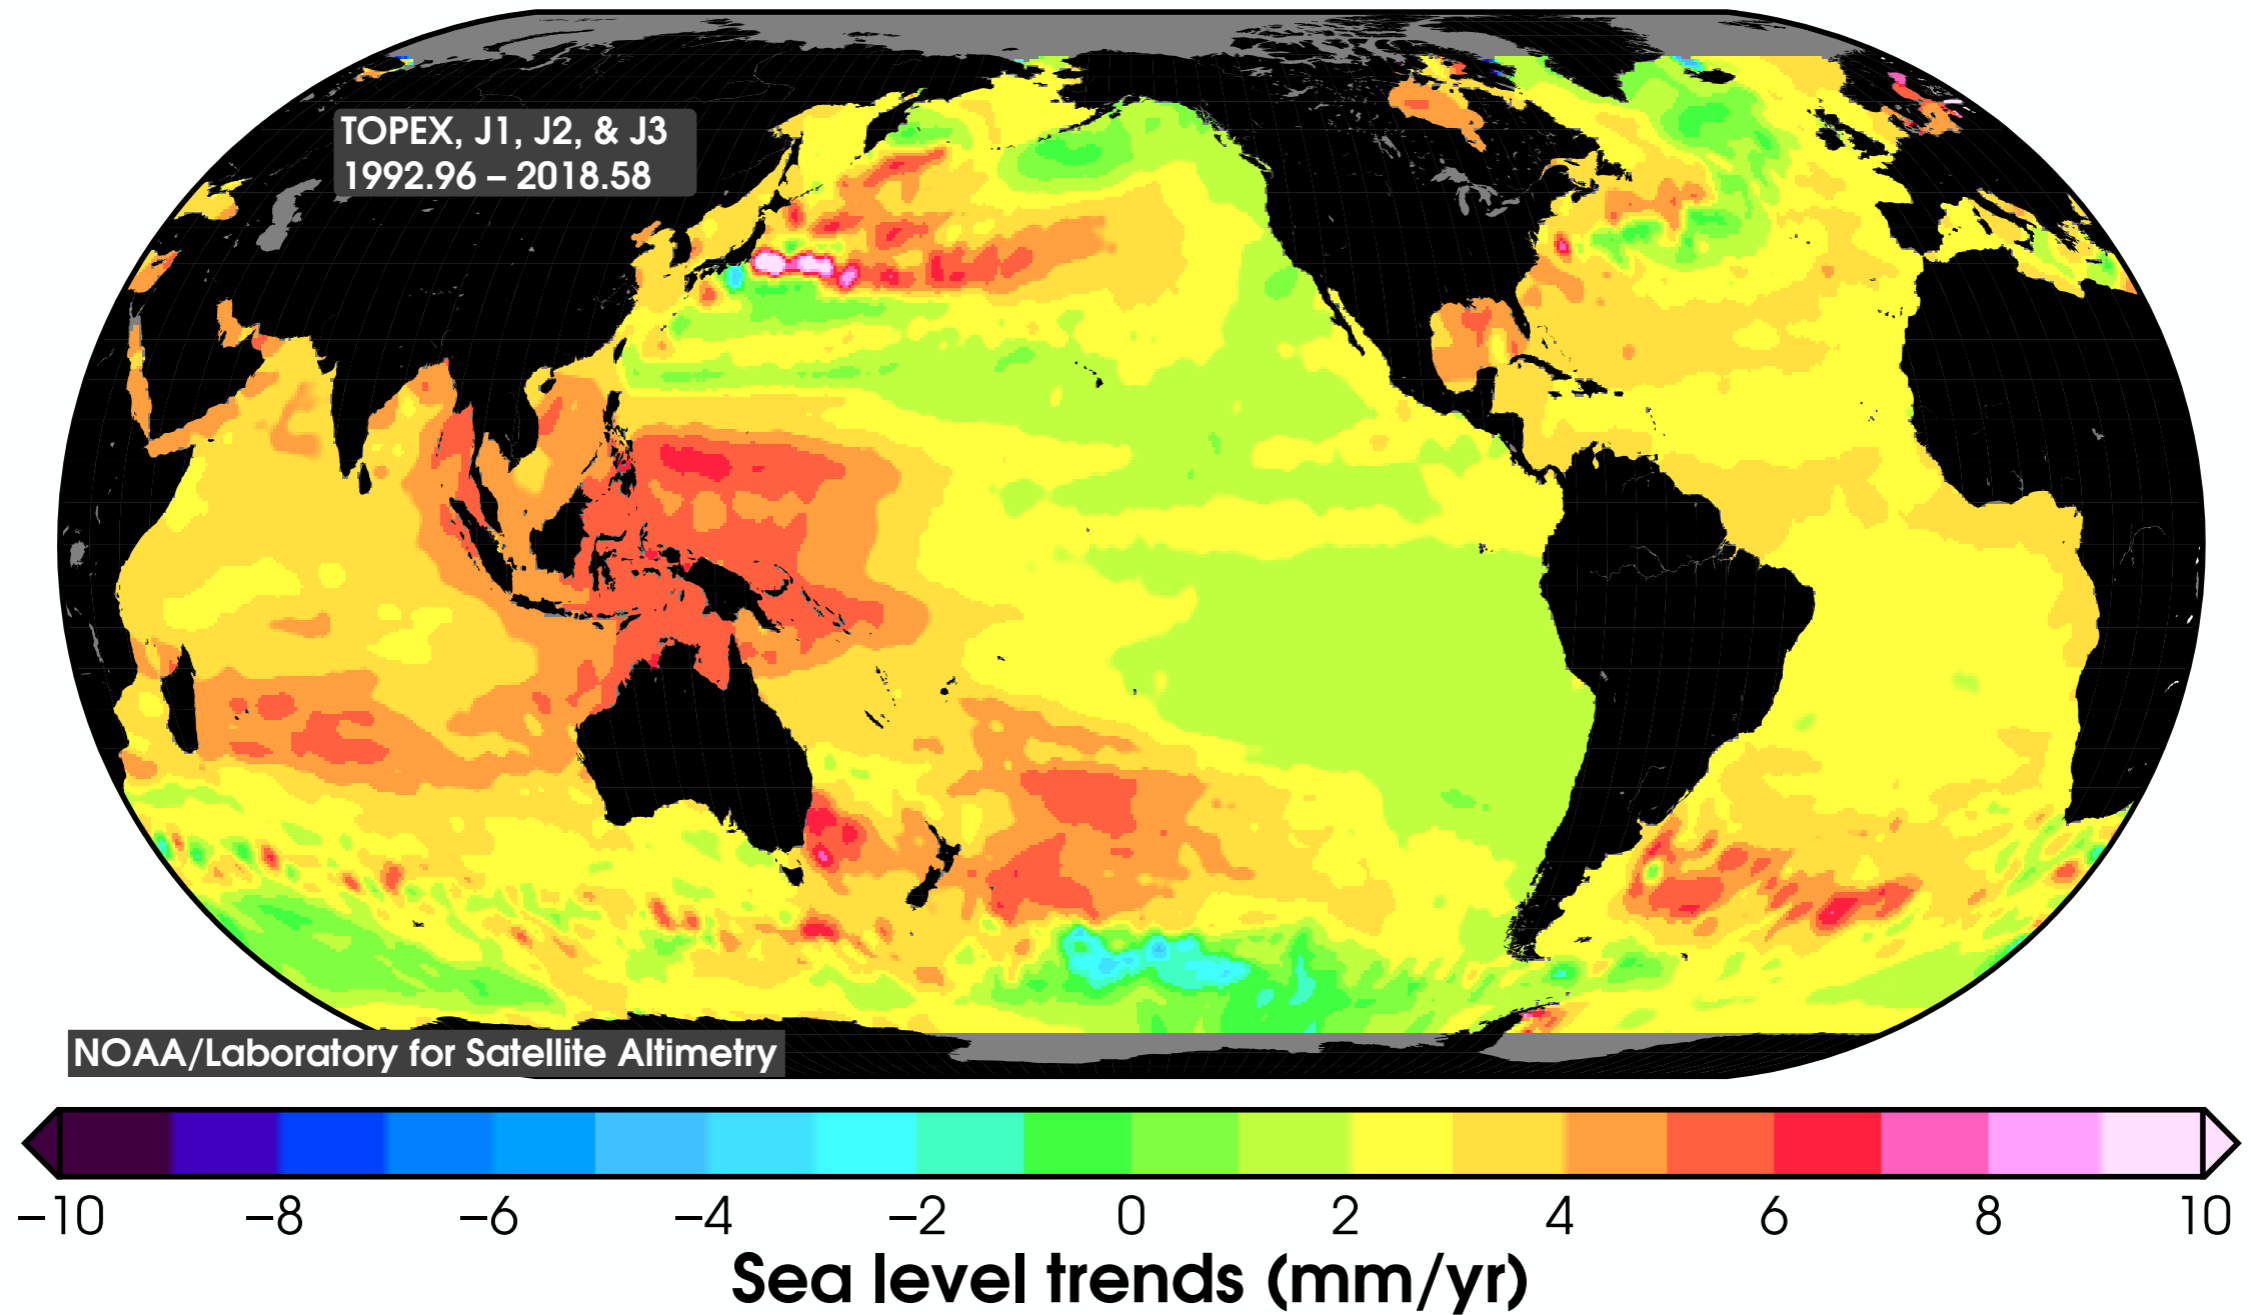 TOPEX, J1, J2, & J3
1992.96 – 2018.58
NOAA/Laboratory for Satellite Altimetry
−10 −8 −6 −4 −2 0 2 4 6 8 10
Sea level trends (mm/yr)